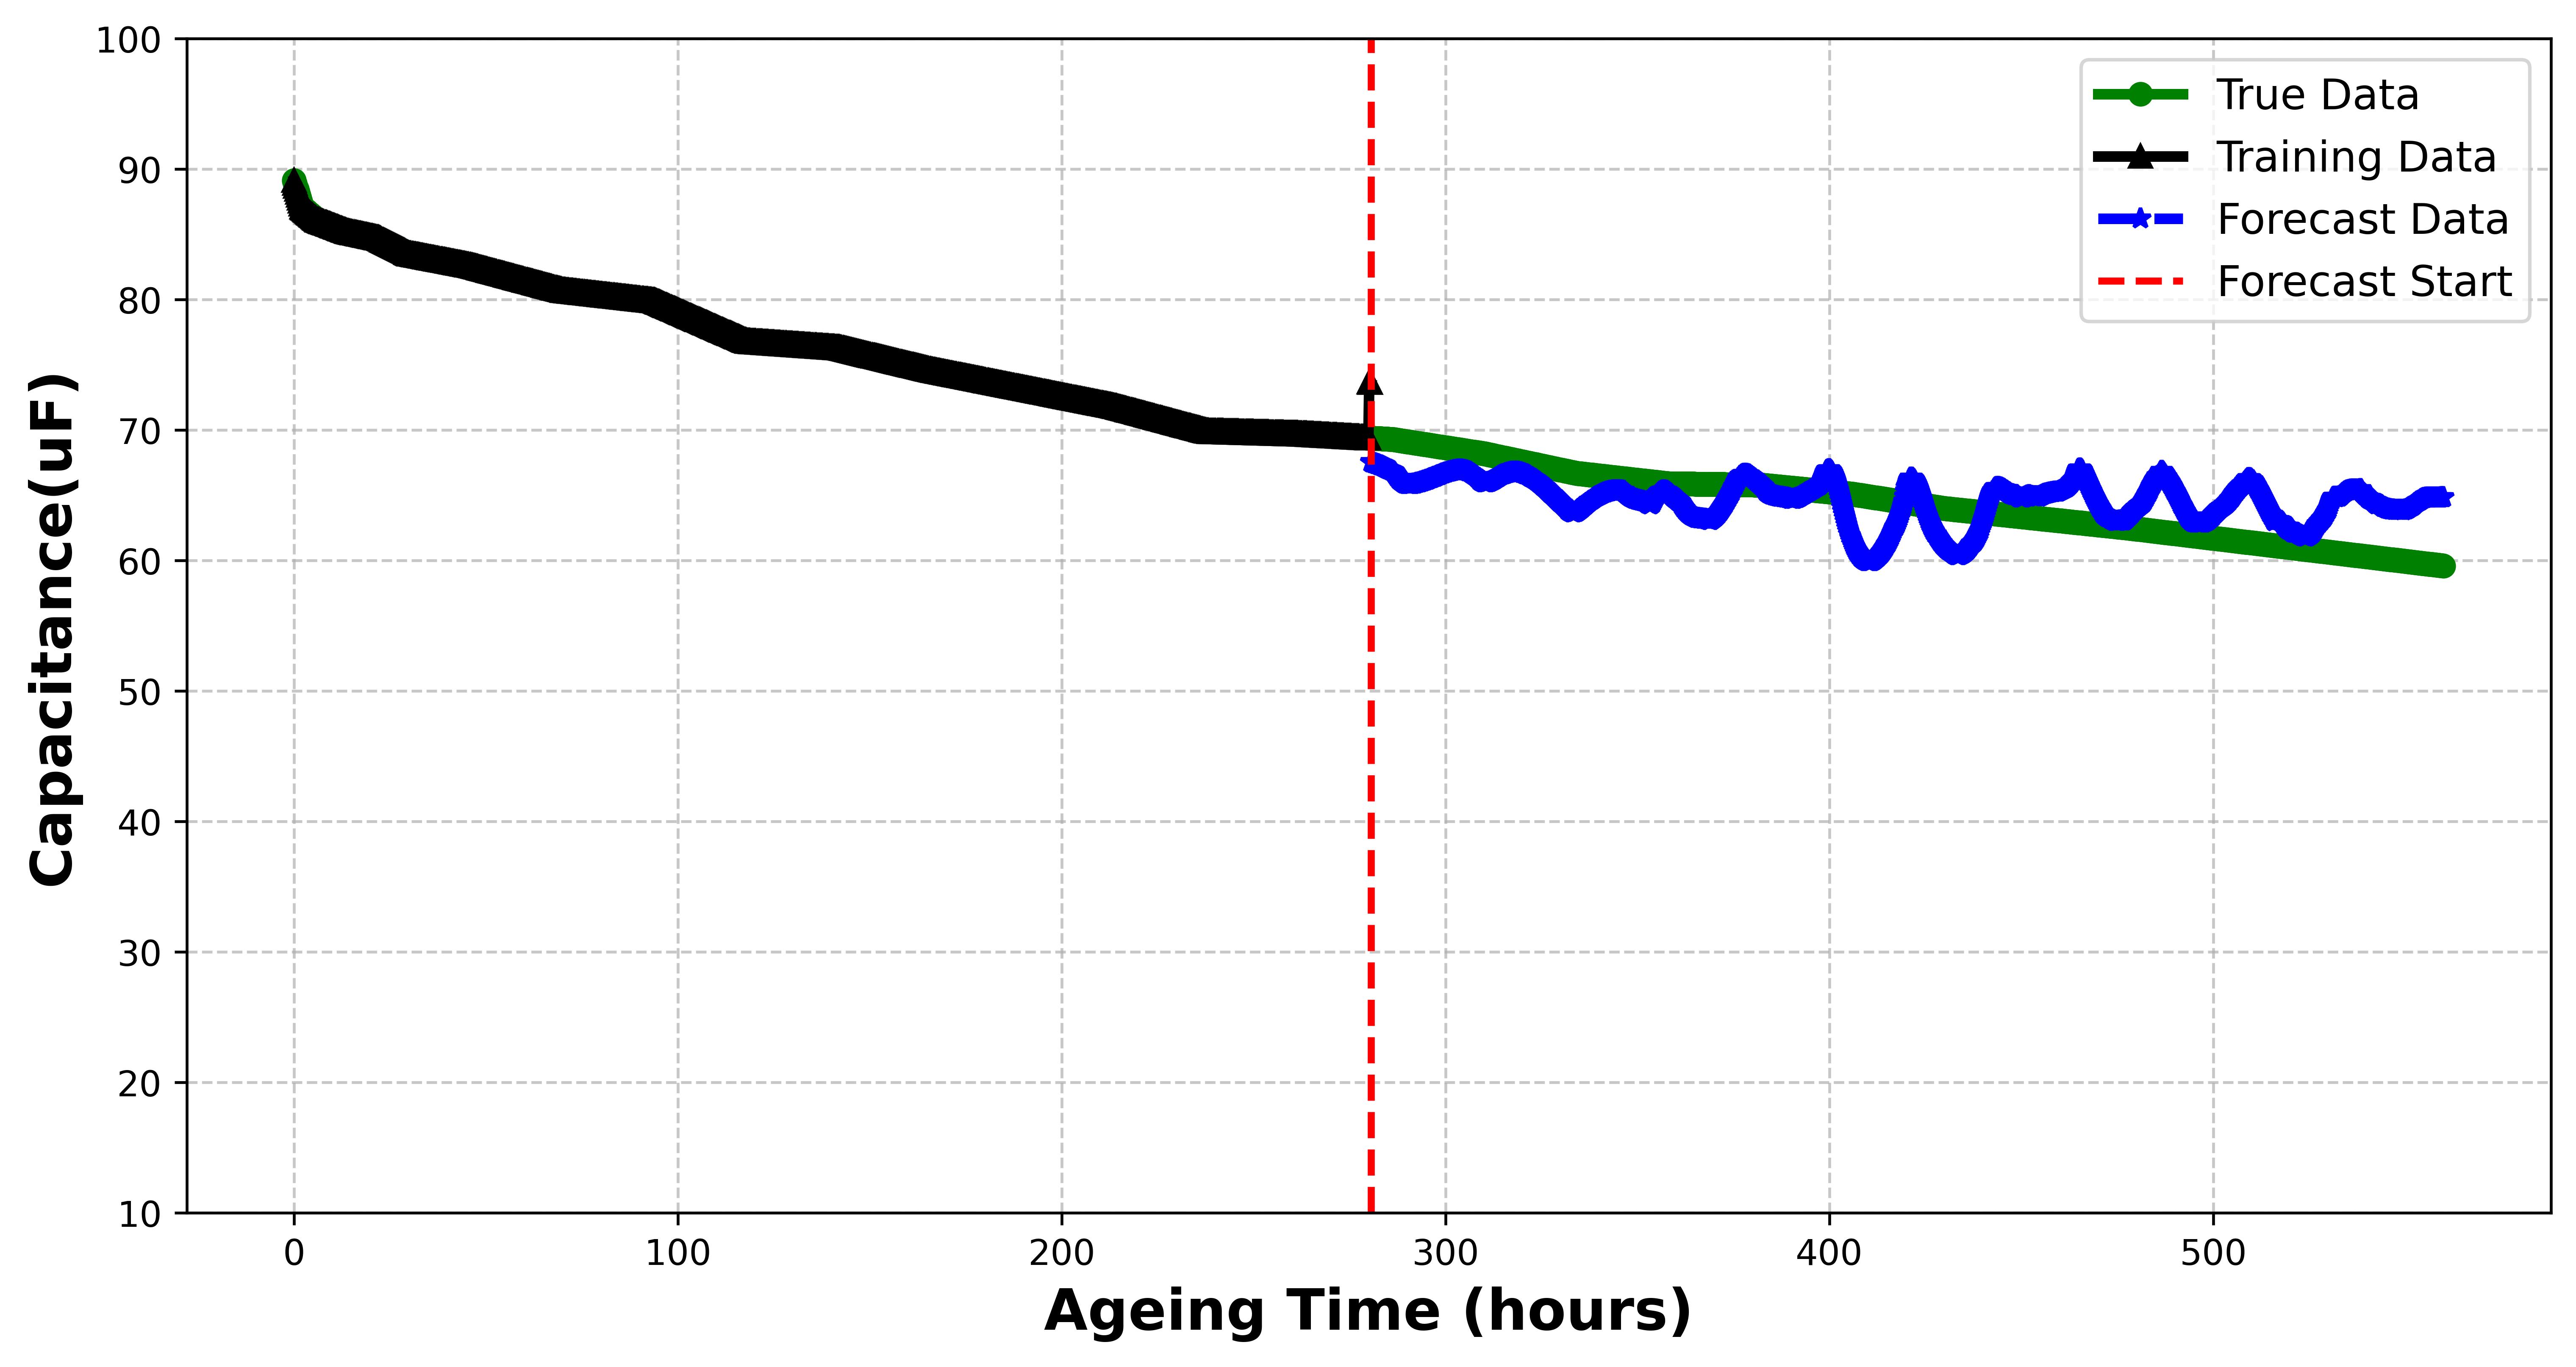 100
90
80
70
60
50
40
30
20
10
Capacitance(uF)
True Data
Training Data
Forecast Data
Forecast Start
0 100 200 300 400 500
Ageing Time (hours)